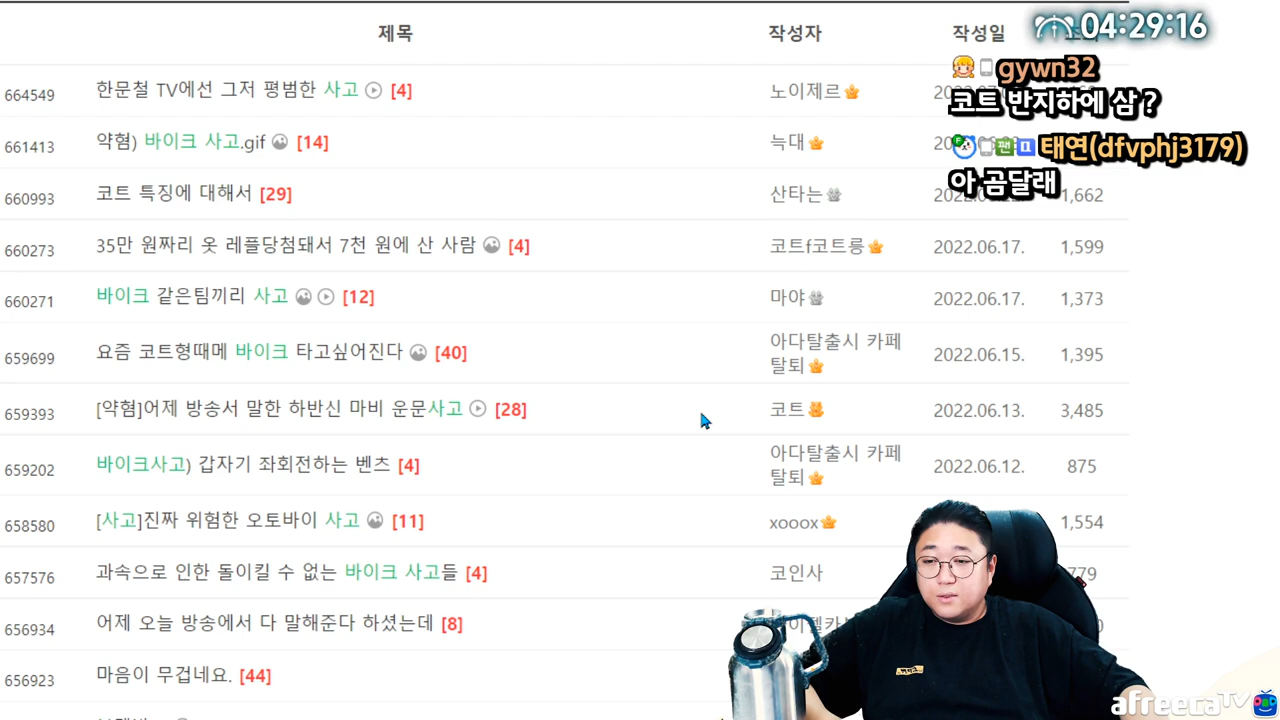 제목 작성자 작성일
04:29:16
gywn32
코트 반지하에 삼 ?
태연(dfvphj3179)
아 곰달래
664549 한문철 TV에선 그저 평범한 사고 [4] 노이제르
661413 약혐) 바이크 사고.gif [14] 늑대
660993 코트 특징에 대해서 [29] 산타는 1,662
660273 35만 원짜리 옷 레플당첨돼서 7천 원에 산 사람 [4] 코트f코트릉 2022.06.17. 1,599
660271 바이크 같은팀끼리 사고 [12] 마야 2022.06.17. 1,373
659699 요즘 코트형때메 바이크 타고싶어진다 [40] 아다탈출시 카페 2022.06.15. 1,395
탈퇴
659393 [약혐]어제 방송서 말한 하반신 마비 운문사고 [28] 코트 2022.06.13. 3,485
659202 바이크사고) 갑자기 좌회전하는 벤츠 [4] 아다탈출시 카페 2022.06.12. 875
탈퇴
658580 [사고]진짜 위험한 오토바이 사고 [11] xooox 1,554
657576 과속으로 인한 돌이킬 수 없는 바이크 사고들 [4] 코인사 779
656934 어제 오늘 방송에서 다 말해준다 하셨는데 [8]
656923 마음이 무겁네요. [44]
afreecaTV